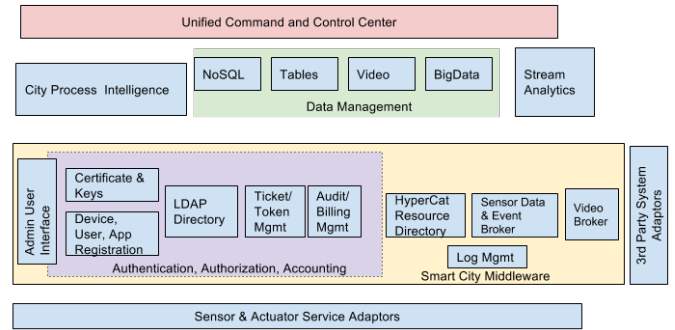 Unified Command and Control Center
City Process Intelligence
NoSQL
Tables
Video
BigData
Data Management
Stream
Analytics
Admin User
Interface
Certificate &
Keys
Device,
User, App
Registration
LDAP
Directory
Ticket/
Token
Mgmt
Audit/
Billing
Mgmt
Authentication, Authorization, Accounting
HyperCat
Resource
Directory
Sensor Data
& Event
Broker
Video
Broker
Log Mgmt
Smart City Middleware
3rd Party System
Adaptors
Sensor & Actuator Service Adaptors